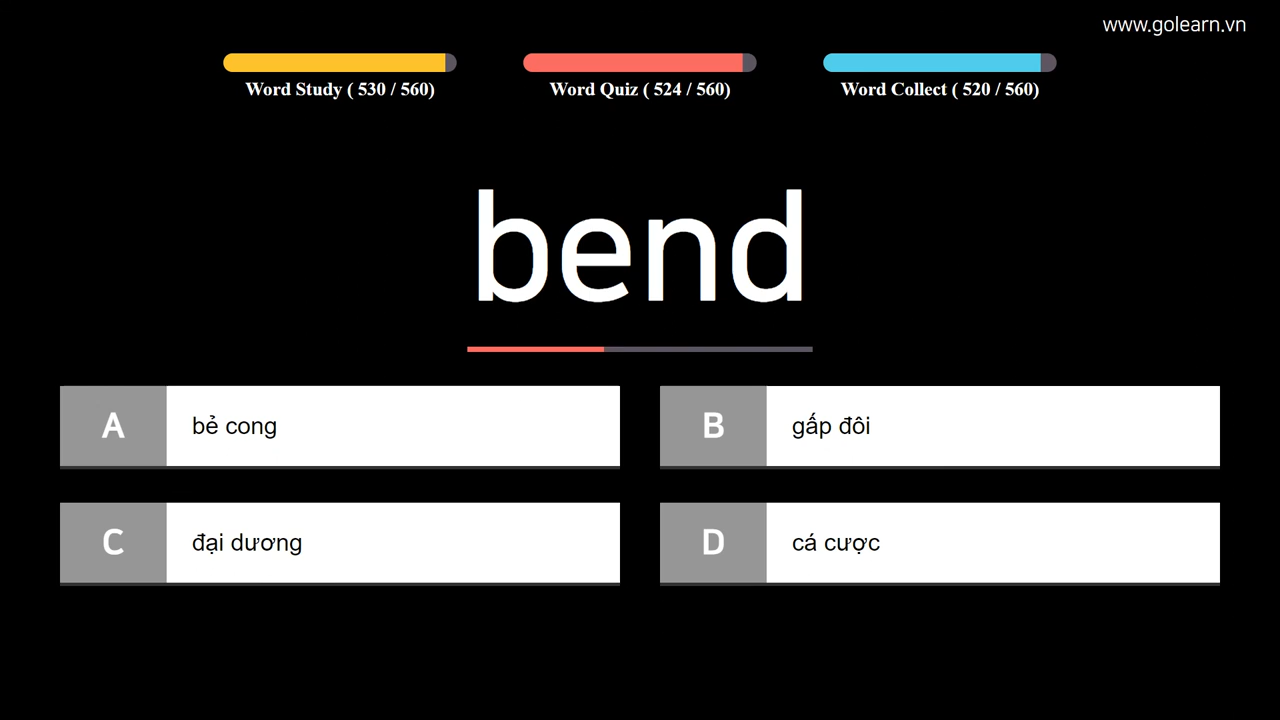 www.golearn.vn
Word Study ( 530 / 560)
Word Quiz ( 524 / 560)
Word Collect ( 520 / 560)
bend
A
bẻ cong
B
gấp đôi
C
đại dương
D
cá cược